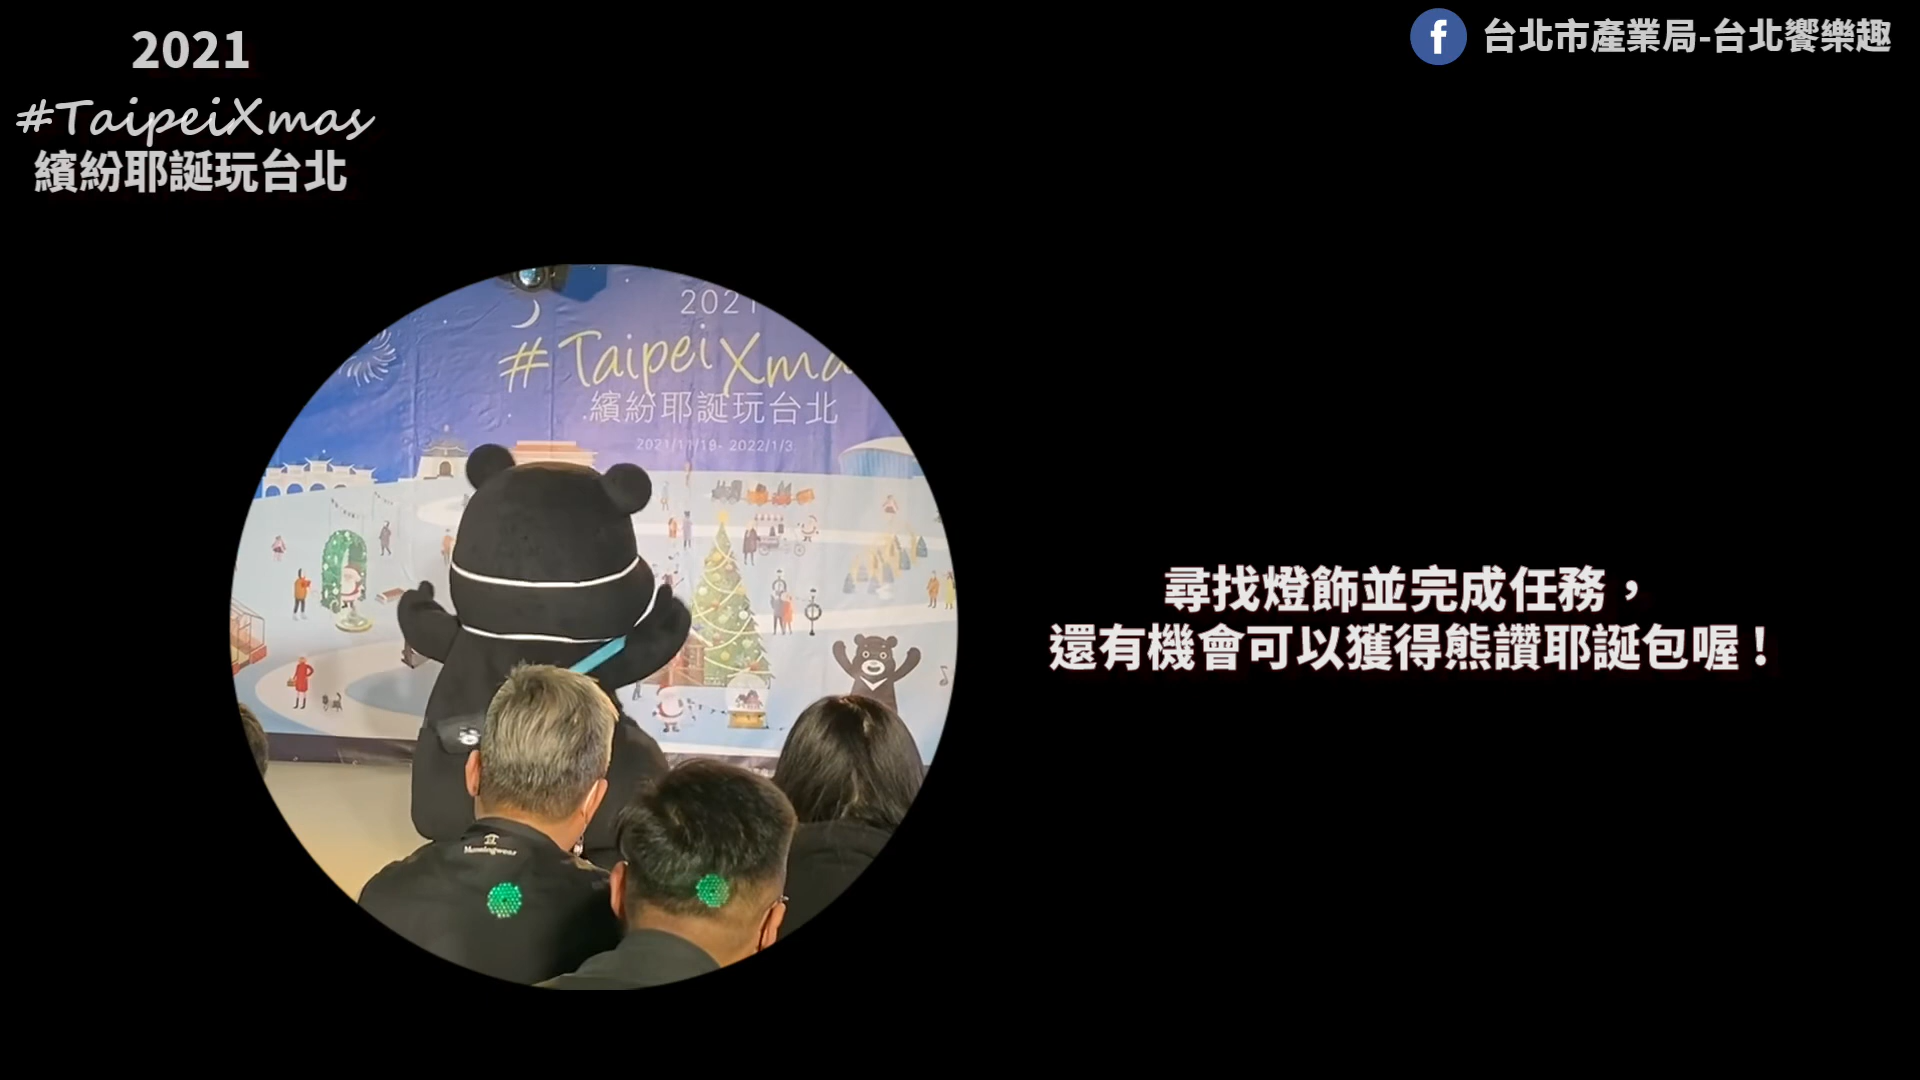 2021
#TaipeiXmas
繽紛耶誕玩台北
f 台北市產業局-台北饗樂趣
2021
#TaipeiXma
繽紛耶誕玩台北
2021/11/19- 2022/1/3
尋找燈飾並完成任務，
還有機會可以獲得熊讚耶誕包喔！